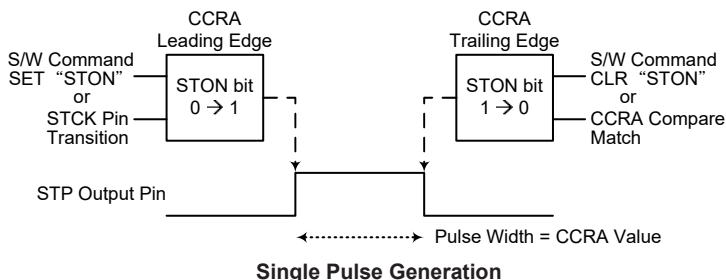 CCRA
Leading Edge
S/W Command
SET “STON”
or
STCK Pin
Transition
STON bit
0 → 1
CCRA
Trailing Edge
STON bit
1 → 0
S/W Command
CLR “STON”
or
CCRA Compare
Match
STP Output Pin
Pulse Width = CCRA Value
Single Pulse Generation